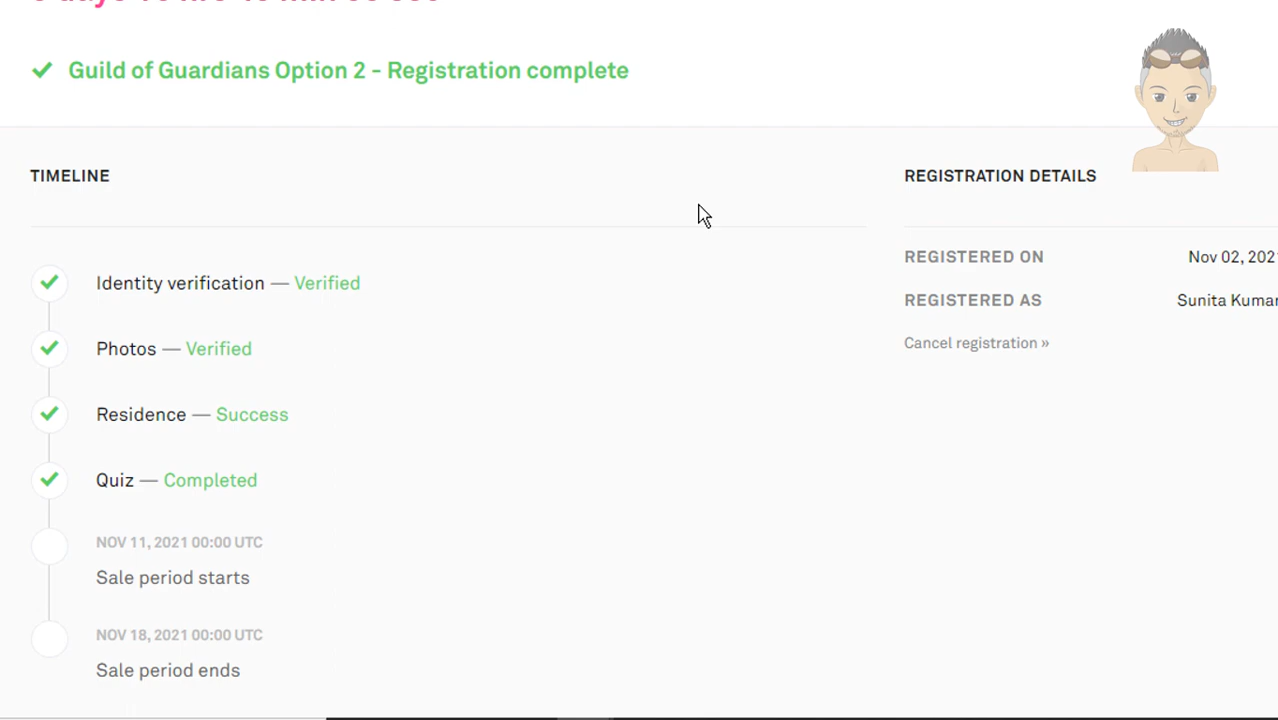 Guild of Guardians Option 2 - Registration complete
TIMELINE
Identity verification — Verified
Photos — Verified
Residence — Success
Quiz — Completed
NOV 11, 2021 00:00 UTC
Sale period starts
NOV 18, 2021 00:00 UTC
Sale period ends
REGISTRATION DETAILS
REGISTERED ON Nov 02, 202
REGISTERED AS Sunita Kumar
Cancel registration »